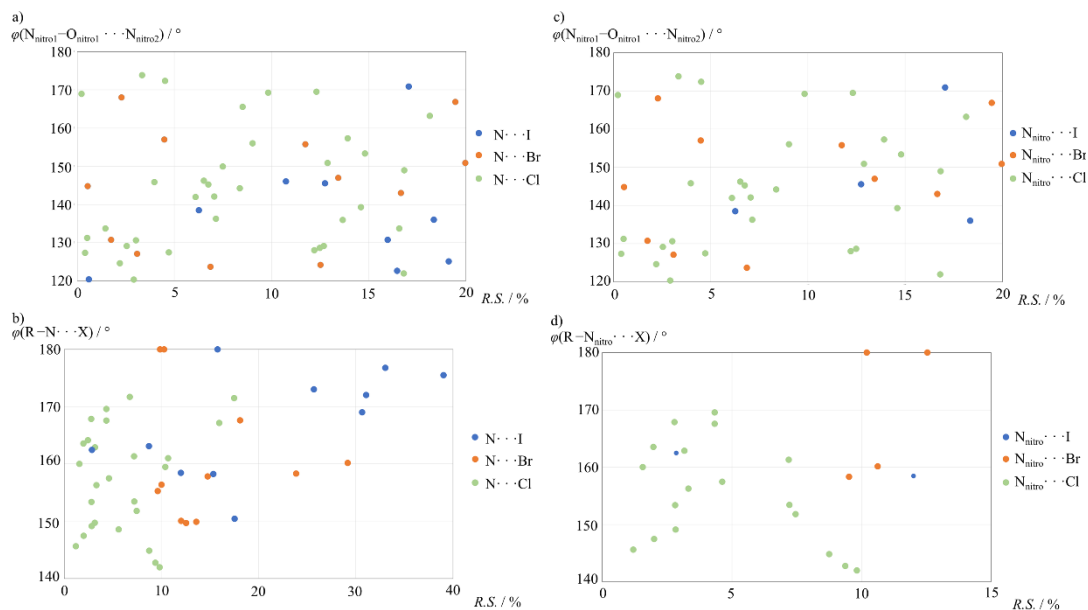 a)
φ(Nnitro1−Onitro1 · · · Nnitro2) / °
180
170
160
150
140
130
120
0
5
10
15
20
R.S. / %
N· · · I
N· · · Br
N· · · Cl
c)
φ(Nnitro1−Onitro1 · · · Nnitro2) / °
180
170
160
150
140
130
120
0
5
10
15
20
R.S. / %
Nnitro· · · I
Nnitro· · · Br
Nnitro· · · Cl
b)
φ(R−N· · · X) / °
180
170
160
150
140
0
10
20
30
40
R.S. / %
N· · · I
N· · · Br
N· · · Cl
d)
φ(R−Nnitro· · · X) / °
180
170
160
150
140
0
5
10
15
R.S. / %
Nnitro· · · I
Nnitro· · · Br
Nnitro· · · Cl